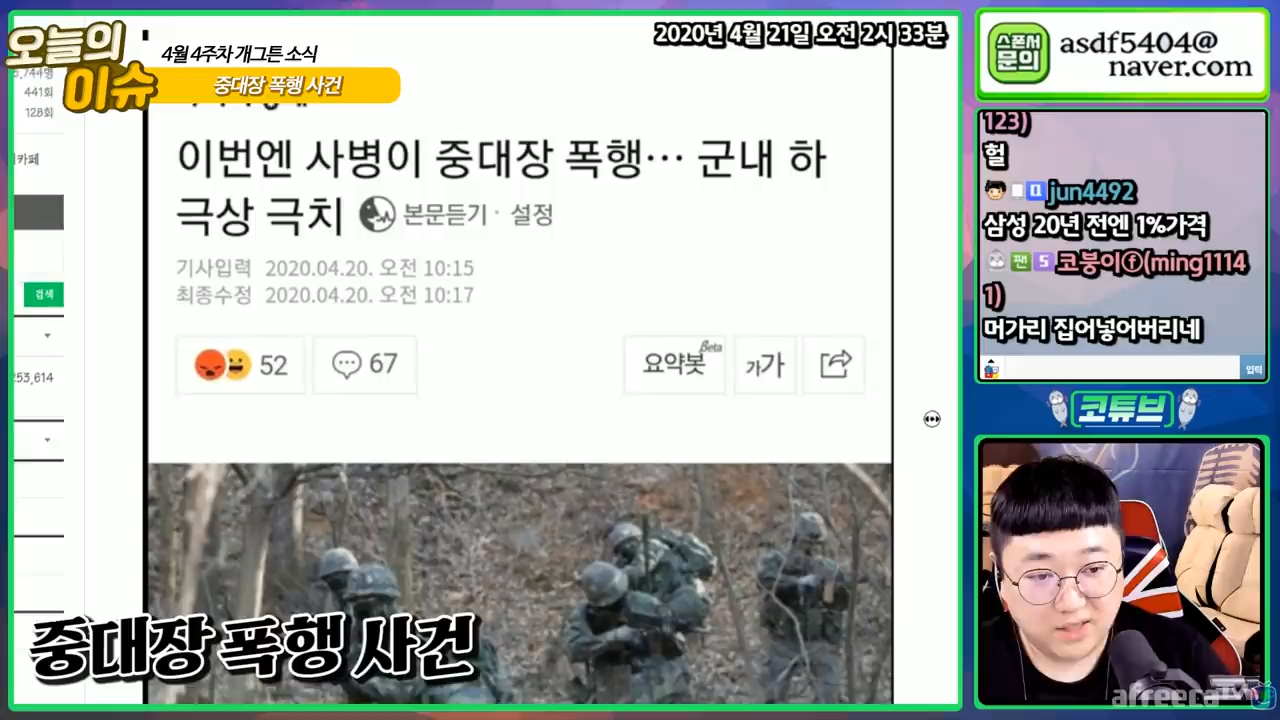 오늘의
이슈
4월 4주차 개그튼 소식
중대장 폭행 사건
2020년 4월 21일 오전 2시 33분
441회
128회
카페
검색
53,614
이번엔 사병이 중대장 폭행… 군내 하
극상 극치 본문듣기 · 설정
기사입력 2020.04.20. 오전 10:15
최종수정 2020.04.20. 오전 10:17
52
67
요약봇 Beta
가가
중대장 폭행 사건
스폰서
문의
asdf5404@
naver.com
123)
헐
jun4492
삼성 20년 전엔 1%가격
팬 5 코붕이ⓕ(ming1114
1)
머가리 집어넣어버리네
입력
코튜브
afreecaTV